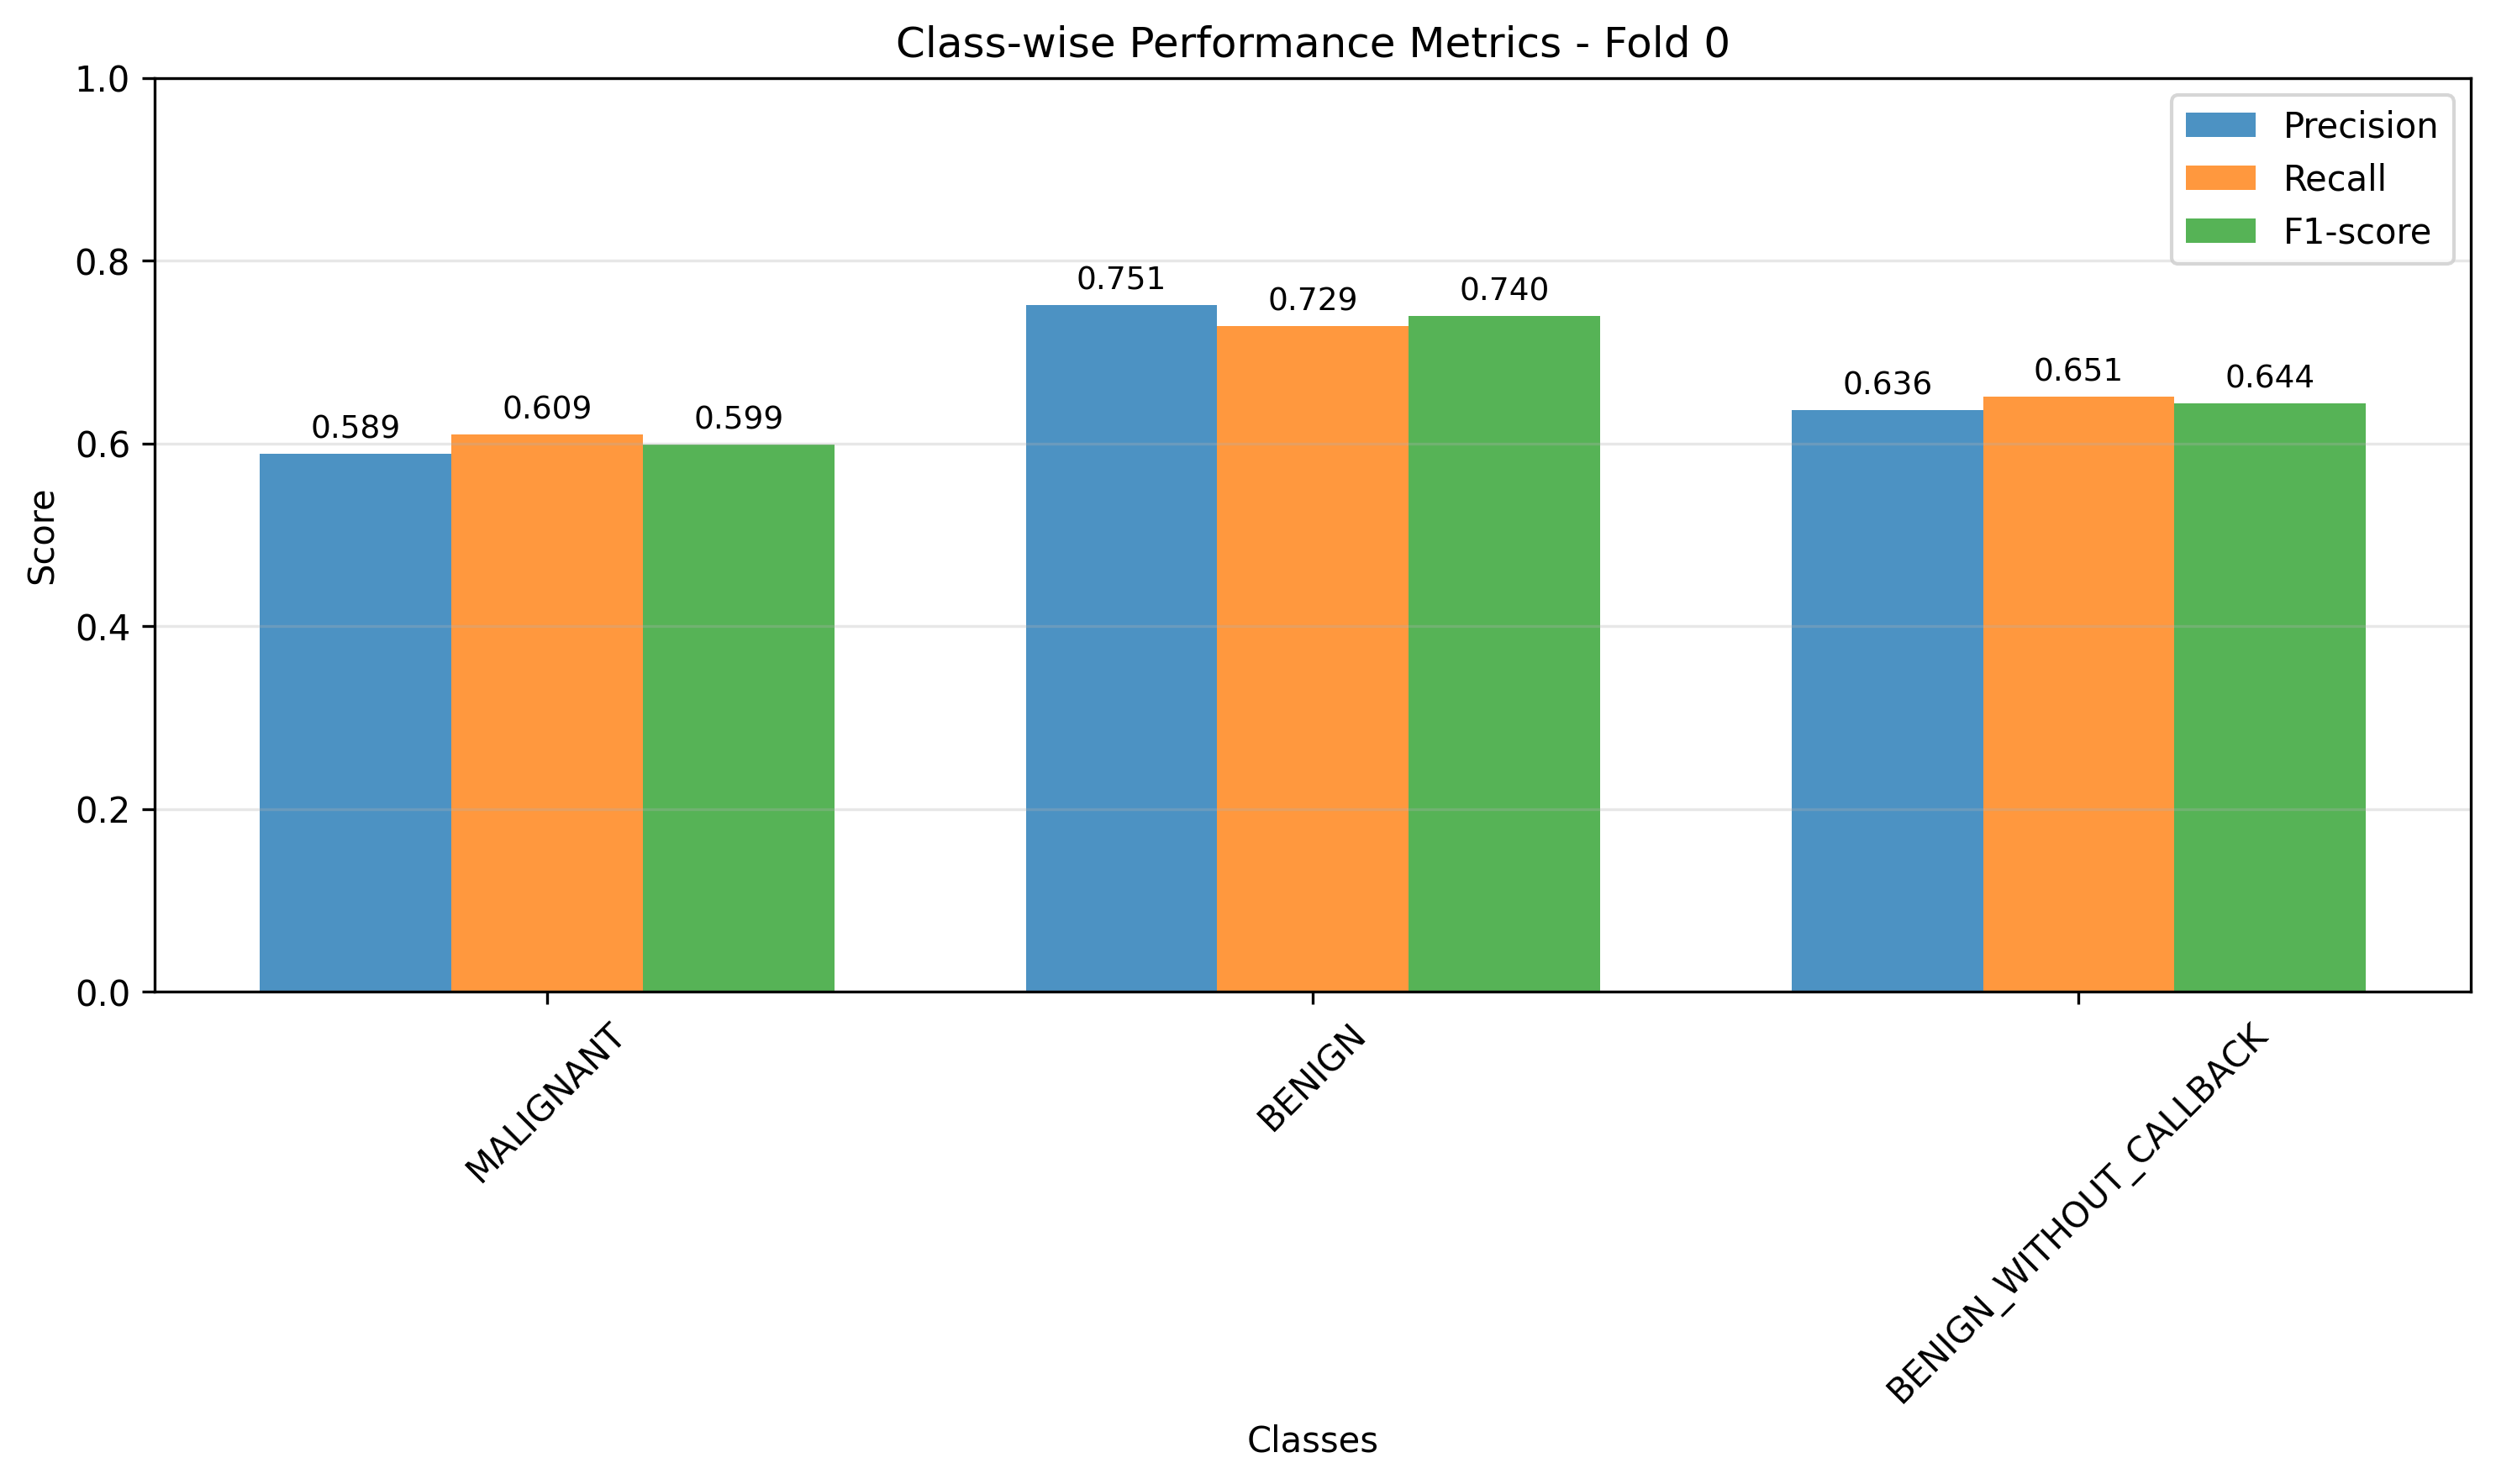 Class-wise Performance Metrics - Fold 0
1.0
0.8
0.6
0.4
0.2
0.0
Score
Precision
Recall
F1-score
0.589
0.609
0.599
0.751
0.729
0.740
0.636
0.651
0.644
MALIGNANT
BENIGN
BENIGN_WITHOUT_CALLBACK
Classes